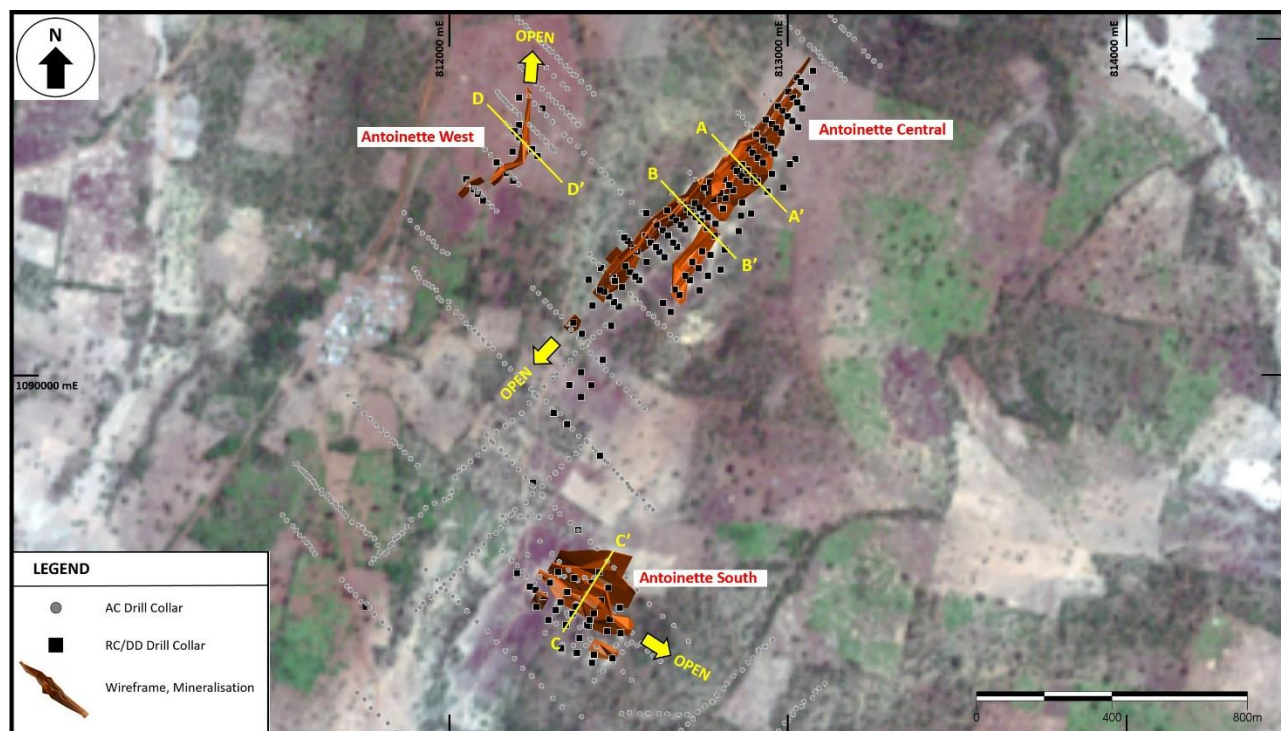 N
812000 mE
813000 mE
814000 mE
OPEN
D
Antoinette West
D'
A
Antoinette Central
B
A'
B'
OPEN
1090000 mE
C'
Antoinette South
C
OPEN
LEGEND
AC Drill Collar
RC/DD Drill Collar
Wireframe, Mineralisation
0 400 800m